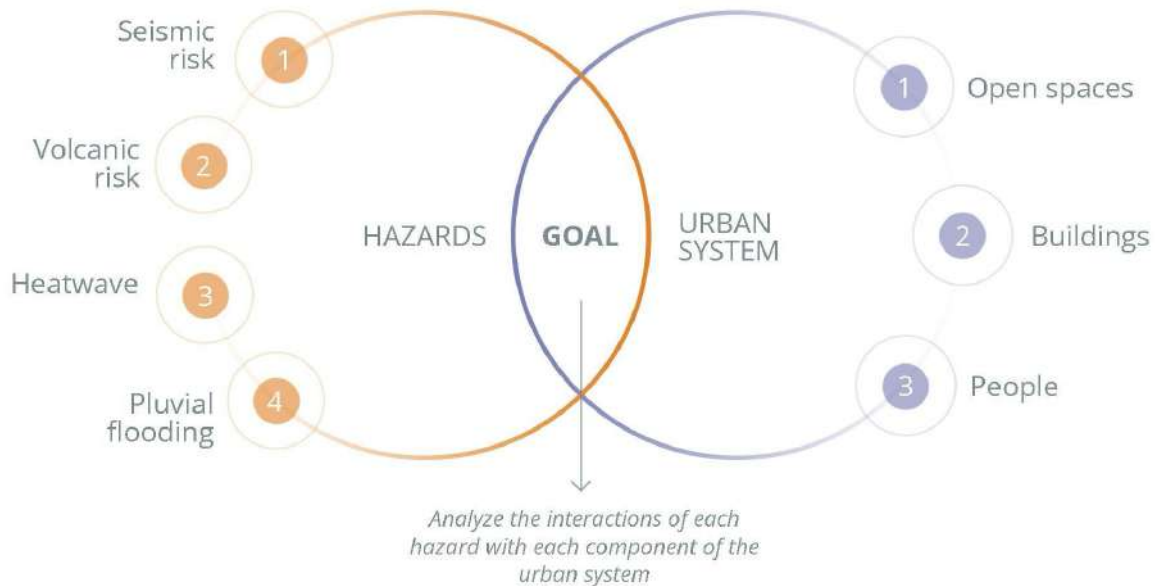 Seismic
risk
1
Volcanic
risk
2
Heatwave
3
Pluvial
flooding
4
HAZARDS
GOAL
URBAN
SYSTEM
1
Open spaces
2
Buildings
3
People
Analyze the interactions of each
hazard with each component of the
urban system